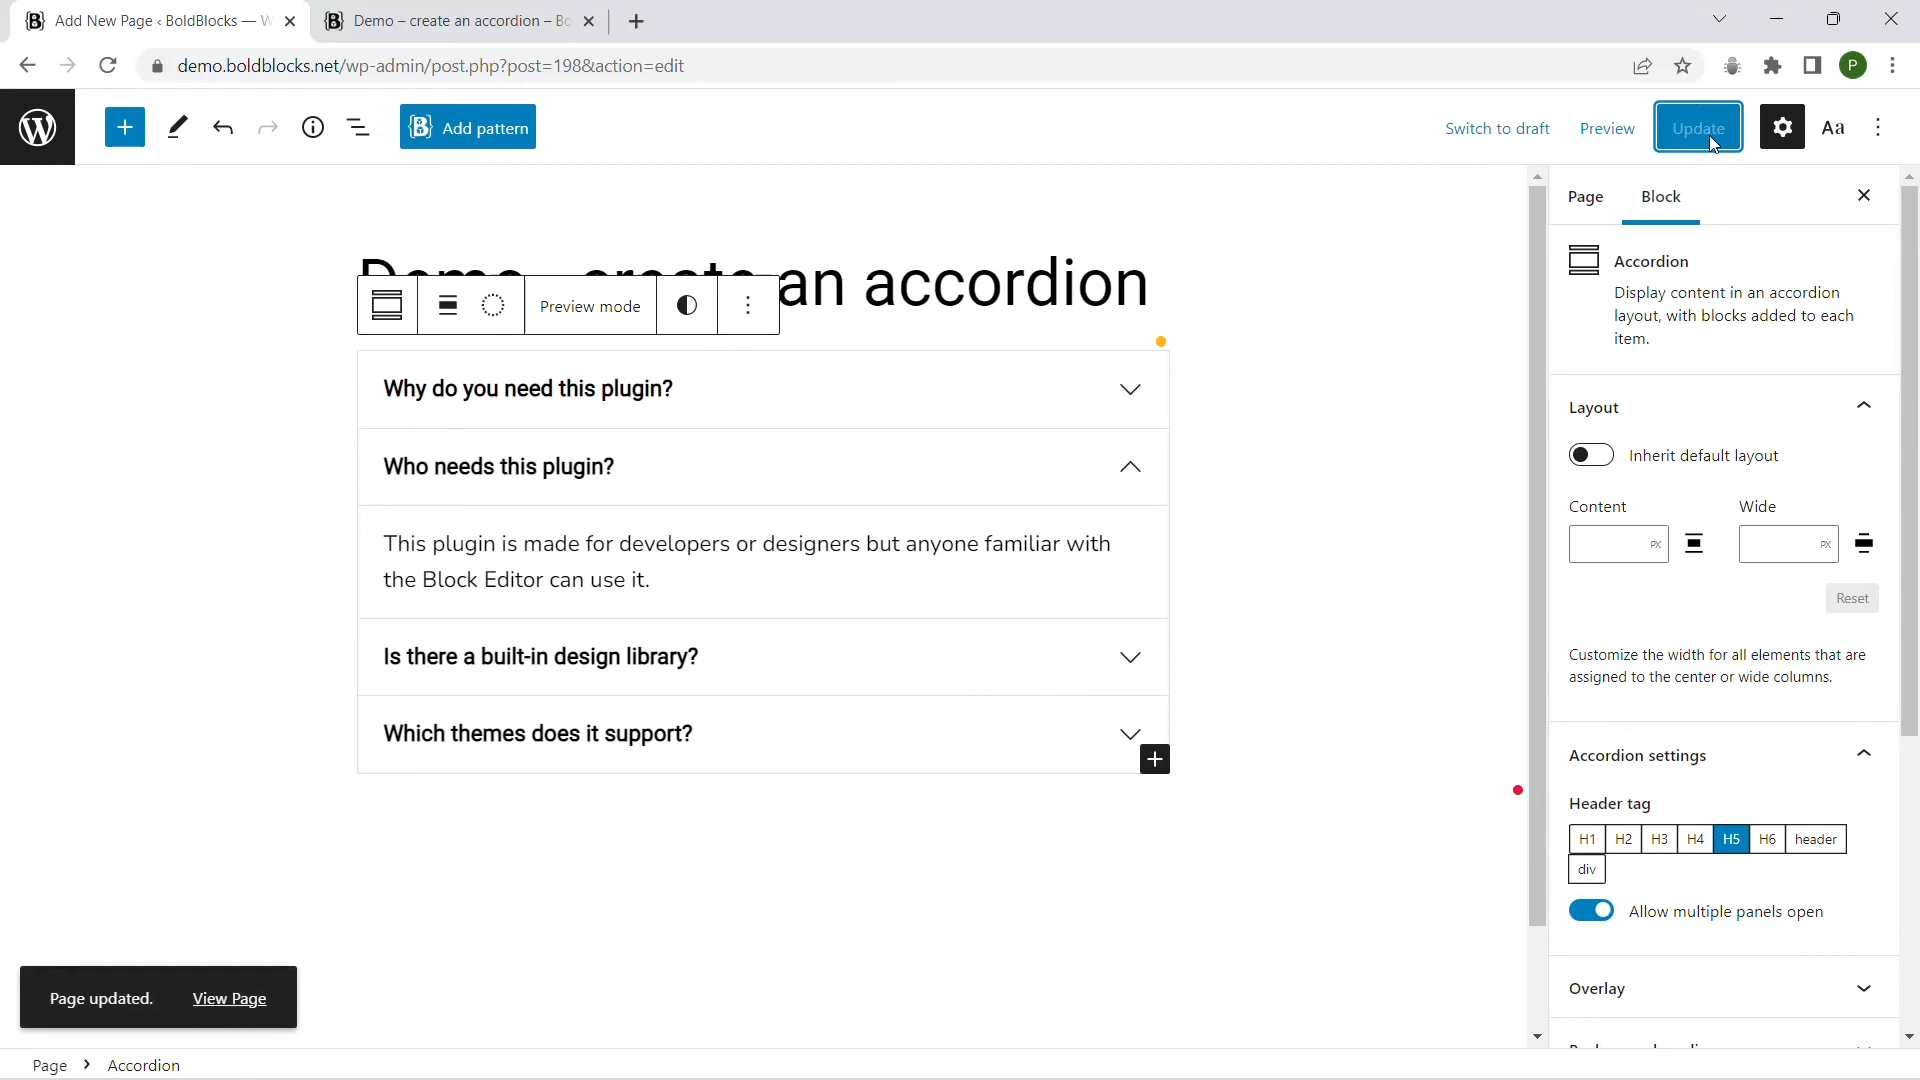 Add New Page ‹ BoldBlocks — W
Demo – create an accordion – Bo
demo.boldblocks.net/wp-admin/post.php?post=198&action=edit
P
Add pattern
Switch to draft
Preview
Update
Aa
Page
Block
Demo - create an accordion
Preview mode
Why do you need this plugin?
Who needs this plugin?
This plugin is made for developers or designers but anyone familiar with
the Block Editor can use it.
Is there a built-in design library?
Which themes does it support?
Accordion
Display content in an accordion
layout, with blocks added to each
item.
Layout
Inherit default layout
Content
Wide
PX
PX
Reset
Customize the width for all elements that are
assigned to the center or wide columns.
Accordion settings
Header tag
H1 H2 H3 H4 H5 H6 header
div
Allow multiple panels open
Overlay
Page updated. View Page
Page › Accordion